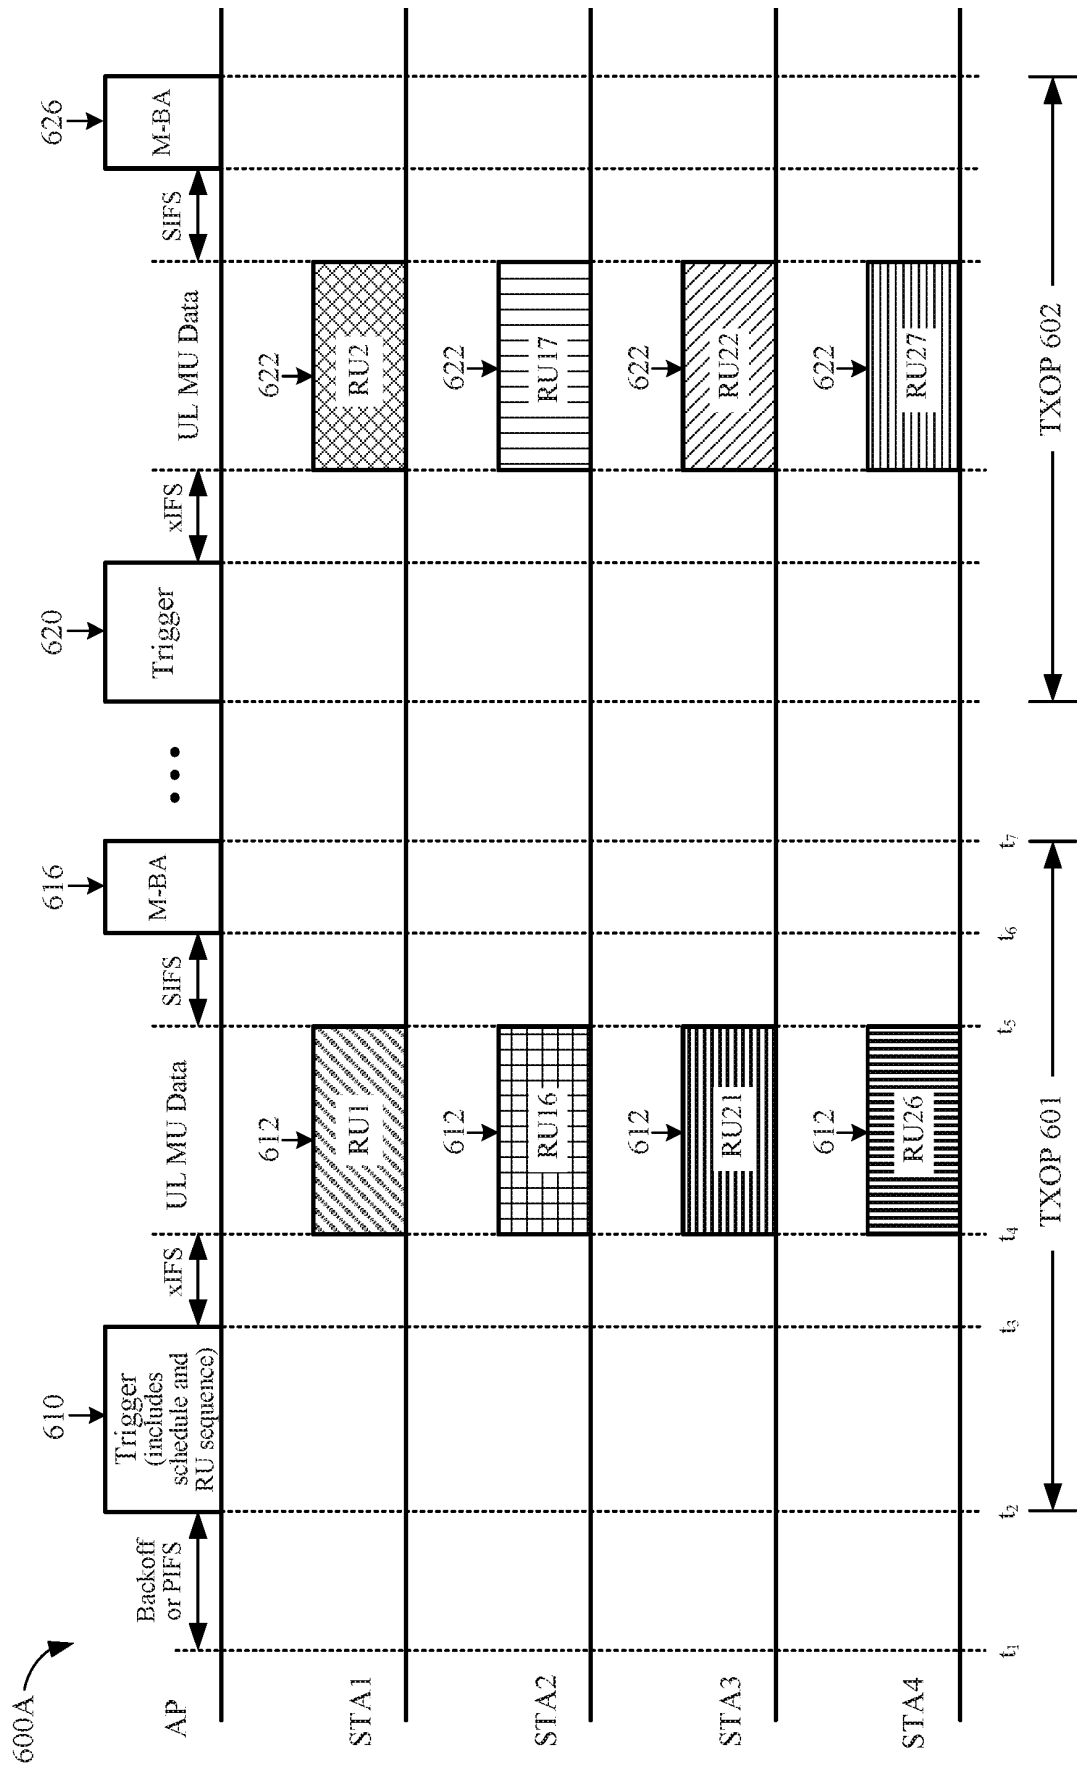 600A
610
616
620
626
AP
Backoff
or PIFS
Trigger
(includes
schedule and
RU sequence)
xIFS
UL MU Data
SIFS
M-BA
• • •
Trigger
xIFS
UL MU Data
SIFS
M-BA
STA1
612
RU1
622
RU2
STA2
612
RU16
622
RU17
STA3
612
RU21
622
RU22
STA4
612
RU26
622
RU27
t1
t2
t3
t4
t5
t6
t7
TXOP 601
TXOP 602